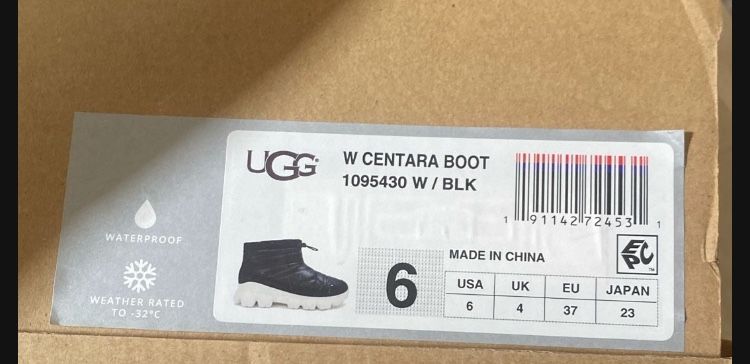 UGG
W CENTARA BOOT
1095430 W / BLK
1 91142 72453 1
WATERPROOF
WEATHER RATED
TO -32°C
6
MADE IN CHINA
EPC™
USA UK EU JAPAN
6 4 37 23